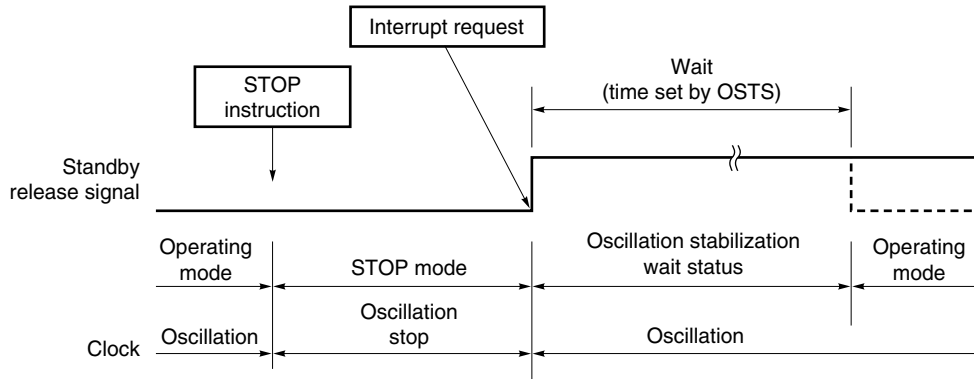 Interrupt request
STOP
instruction
Wait
(time set by OSTS)
Standby
release signal
Operating
mode
STOP mode
Oscillation stabilization
wait status
Operating
mode
Clock
Oscillation
Oscillation
stop
Oscillation